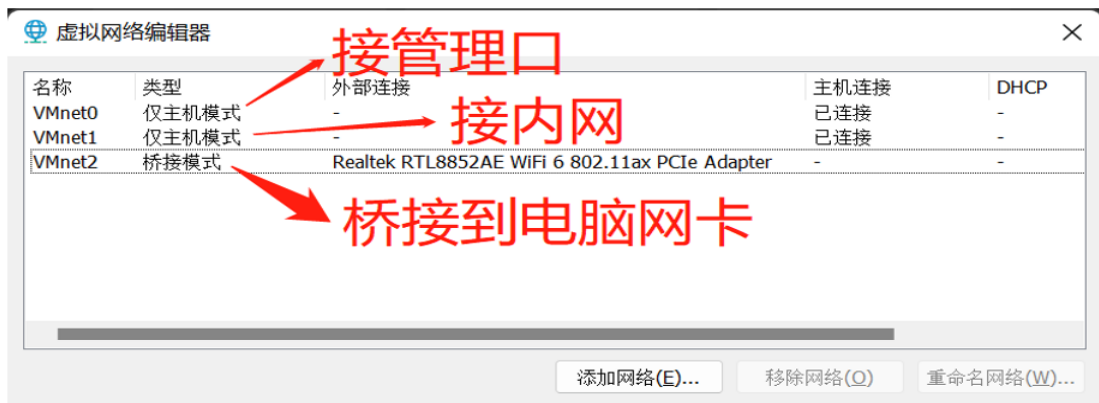 虚拟网络编辑器
接管理口
名称 类型 外部连接 主机连接 DHCP
VMnet0 仅主机模式 - 已连接 -
接内网
VMnet1 仅主机模式 - 已连接 -
VMnet2 桥接模式 Realtek RTL8852AE WiFi 6 802.11ax PCIe Adapter - -
桥接到电脑网卡
添加网络(E)... 移除网络(O) 重命名网络(W)...